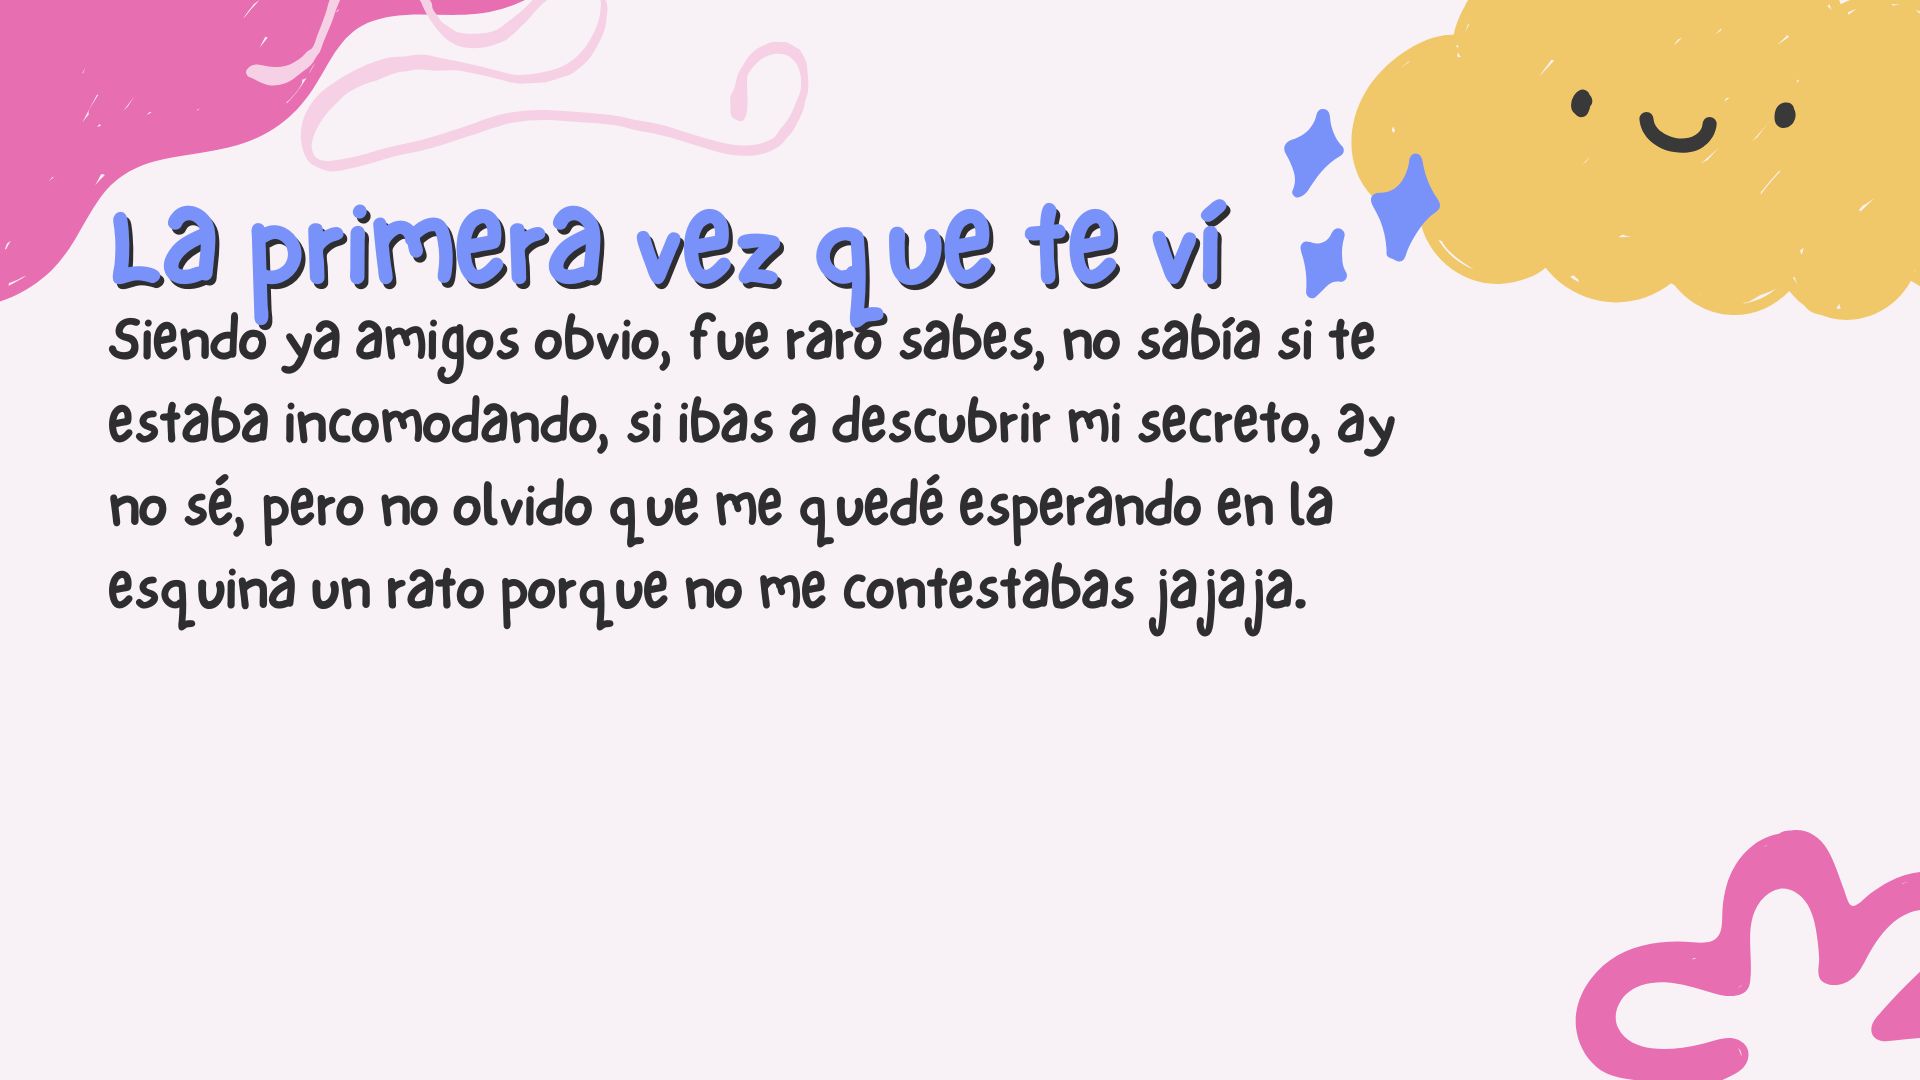 La primera vez que te ví
Siendo ya amigos obvio, fue raro sabes, no sabía si te
estaba incomodando, si ibas a descubrir mi secreto, ay
no sé, pero no olvido que me quedé esperando en la
esquina un rato porque no me contestabas jajaja.